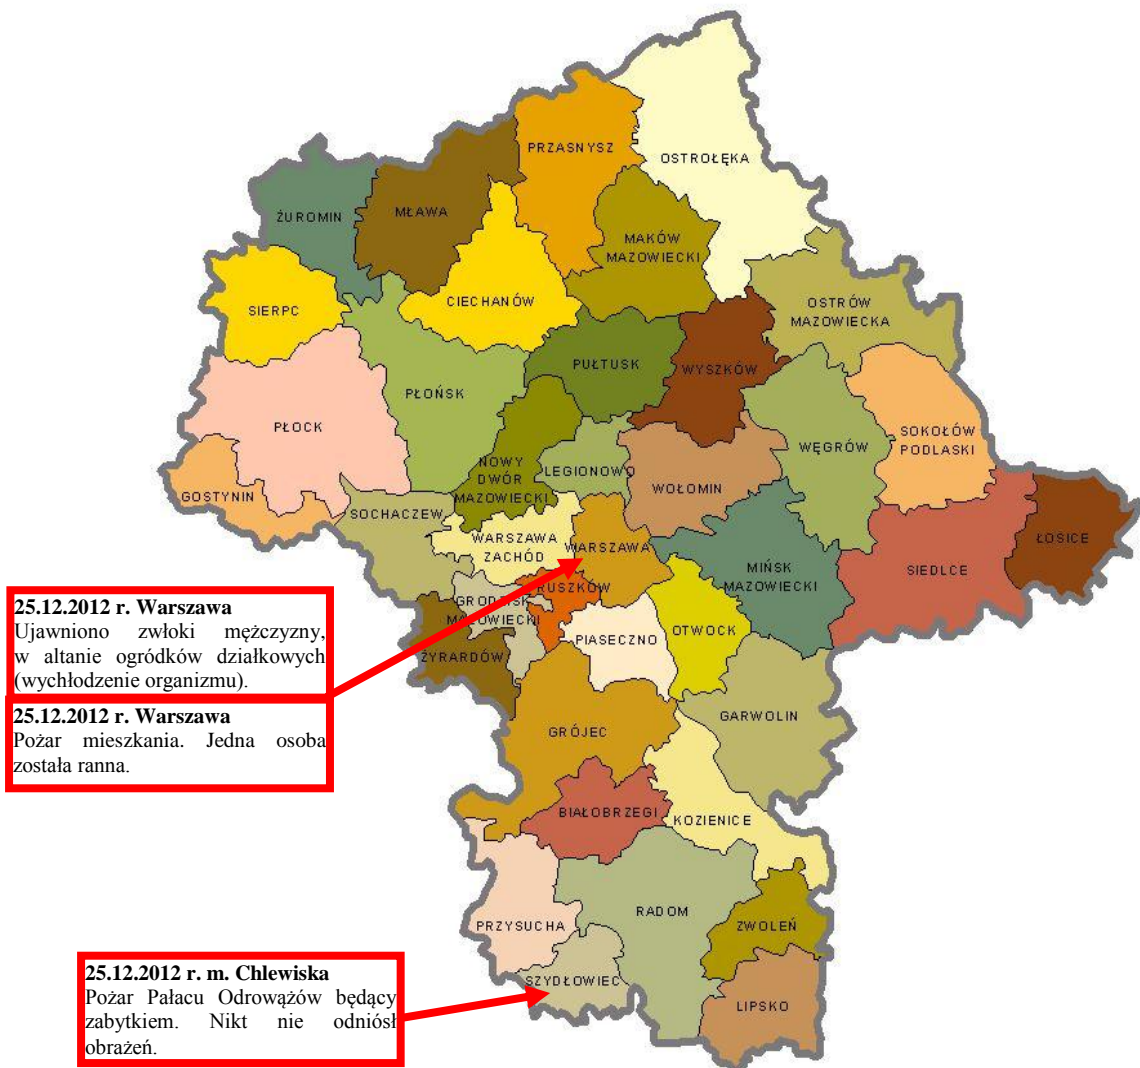 PRZASNYSZ
OSTROŁĘKA
ŻUROMIN
MŁAWA
MAKÓW
MAZOWIECKI
CIECHANÓW
SIERPC
OSTRÓW
MAZOWIECKA
PUŁTUSK
WYSZKÓW
PŁOŃSK
PŁOCK
SOKOŁÓW
PODLASKI
WĘGRÓW
NOWY
DWÓR
MAZOWIECKI
LEGIONOWO
WOŁOMIN
GOSTYNIN
SOCHACZEW
WARSZAWA
ZACHÓD
WARSZAWA
ŁOSICE
SIEDLCE
MIŃSK
MAZOWIECKI
GRODZISK
MAZOWIECKI
RUSZKÓW
PIASECZNO
OTWOCK
ŻYRARDÓW
25.12.2012 r. Warszawa
Ujawniono zwłoki mężczyzny,
w altanie ogródków działkowych
(wychłodzenie organizmu).
25.12.2012 r. Warszawa
Pożar mieszkania. Jedna osoba
została ranna.
GARWOLIN
GRÓJEC
BIAŁOBRZEGI
KOZIENICE
RADOM
PRZYSUCHA
ZWOLEŃ
SZYDŁOWIEC
LIPSKO
25.12.2012 r. m. Chlewiska
Pożar Pałacu Odrowążów będący
zabytkiem. Nikt nie odniósł
obrażeń.